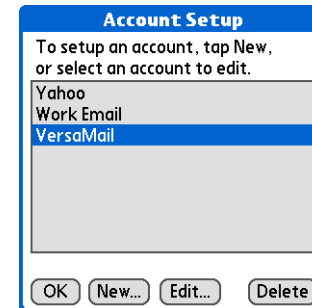 Account Setup
To setup an account, tap New,
or select an account to edit.
Yahoo
Work Email
VersaMail
OK New... Edit... Delete